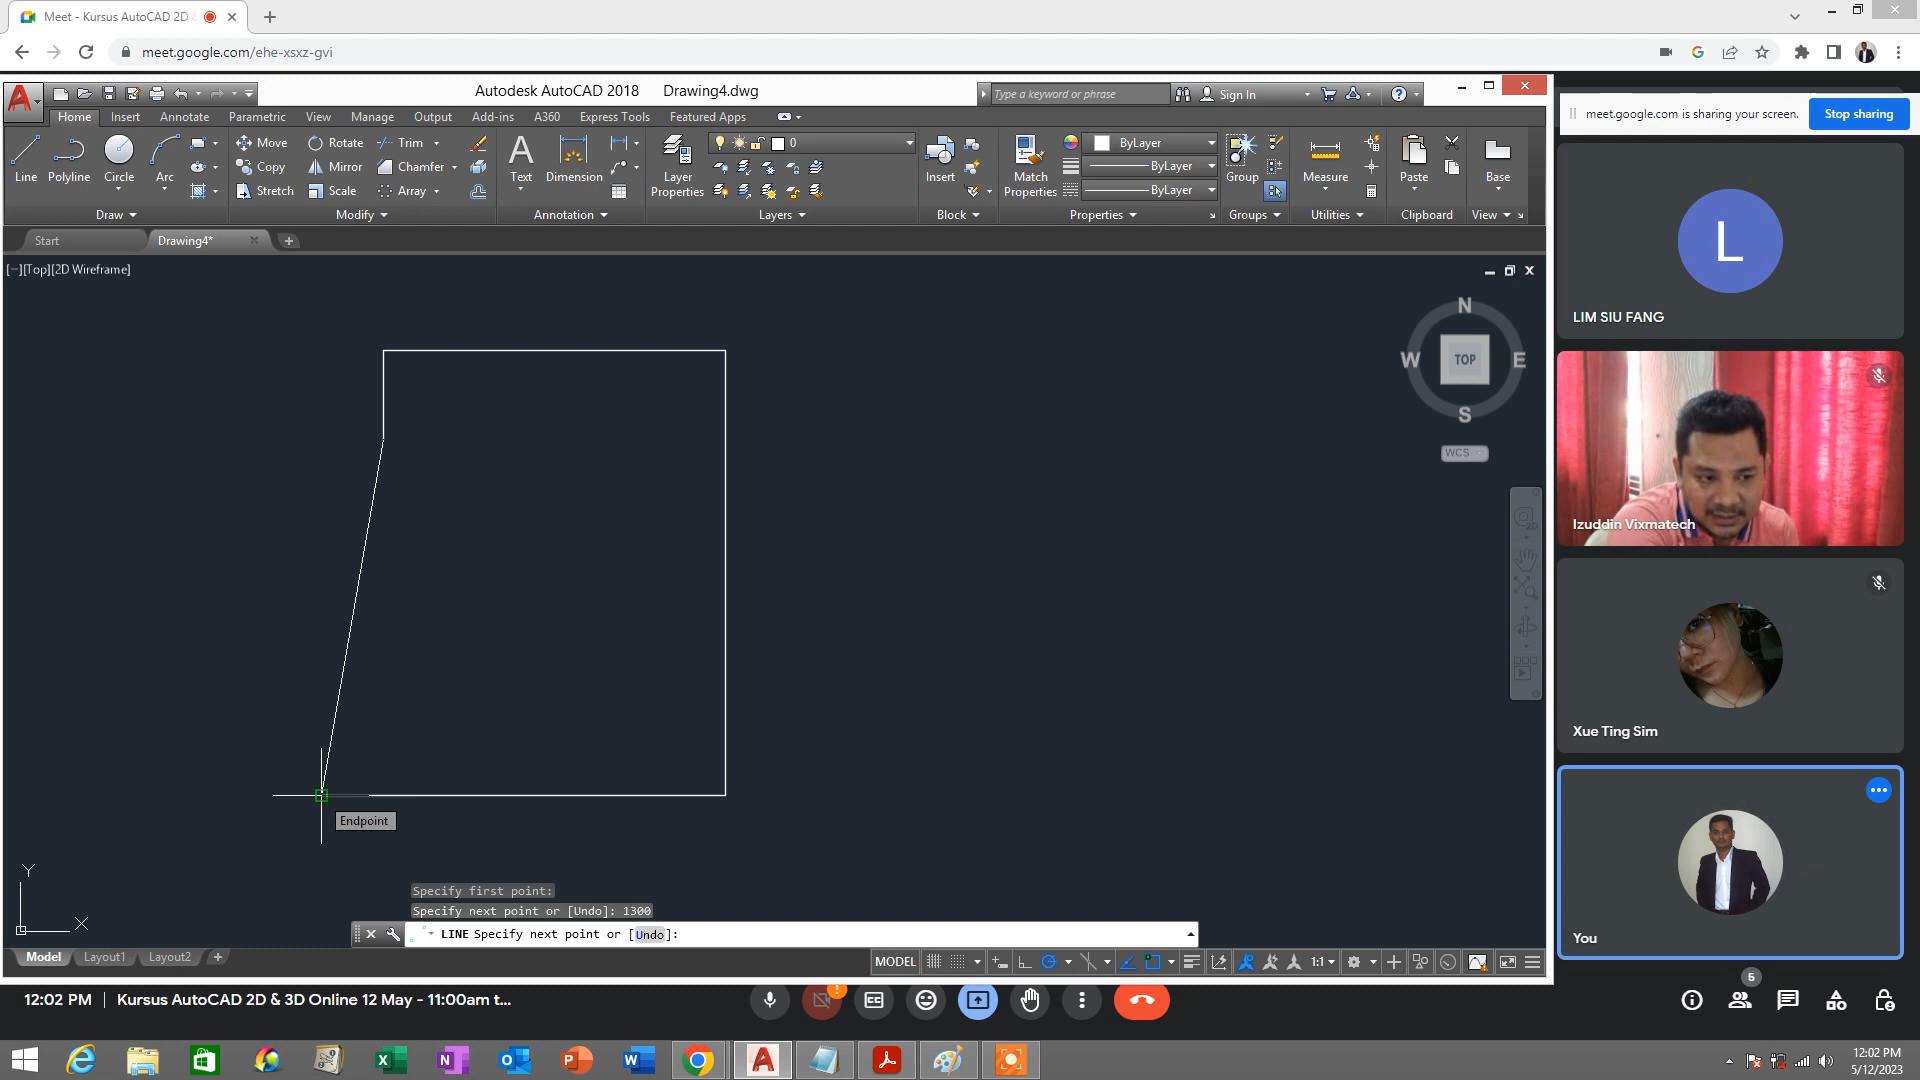 Meet - Kursus AutoCAD 2D
meet.google.com/ehe-xsxz-gvi
Autodesk AutoCAD 2018 Drawing4.dwg
Type a keyword or phrase
Sign In
Home Insert Annotate Parametric View Manage Output Add-ins A360 Express Tools Featured Apps
meet.google.com is sharing your screen.
Stop sharing
Line Polyline Circle Arc
Move Rotate Trim
Copy Mirror Chamfer
Stretch Scale Array
Text Dimension
Layer Properties
0
Insert
Match Properties
ByLayer
ByLayer
ByLayer
Group
Measure
Paste
Base
Draw Modify Annotation Layers Block Properties Groups Utilities Clipboard View
Start Drawing4*
[−][Top][2D Wireframe]
N
W TOP E
S
WCS
L
LIM SIU FANG
Izuddin Vixmatech
Xue Ting Sim
You
Endpoint
Y
X
Specify first point:
Specify next point or [Undo]: 1300
LINE Specify next point or [Undo]:
Model Layout1 Layout2
MODEL
1:1
12:02 PM | Kursus AutoCAD 2D & 3D Online 12 May - 11:00am t...
5
12:02 PM
5/12/2023